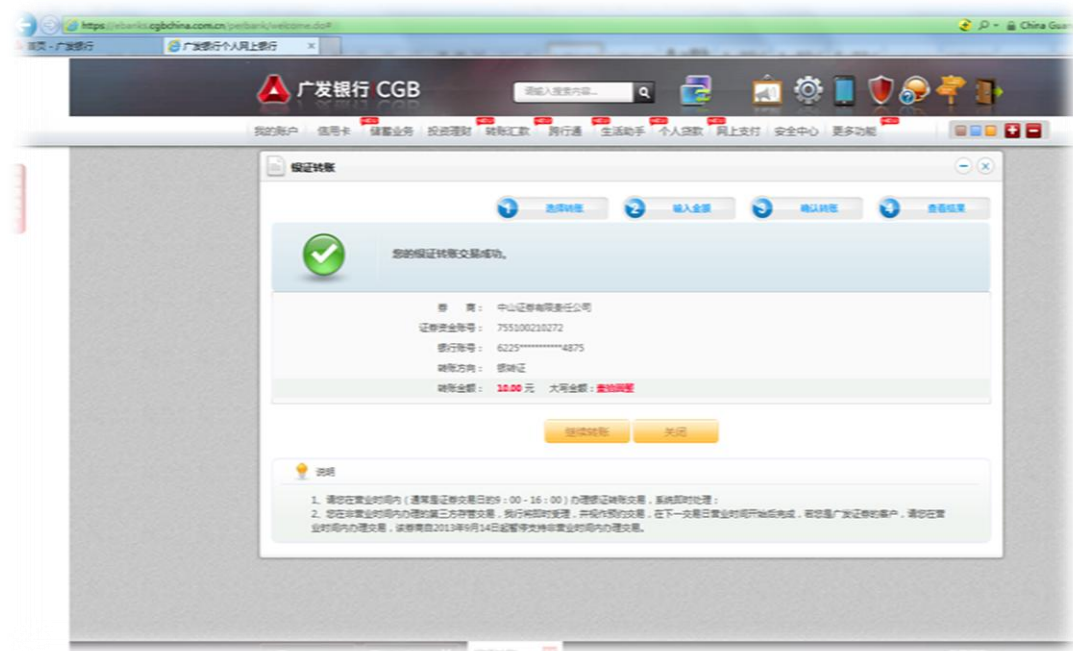 https://ebanks.cgbchina.com.cn/perbank/welcome.do#
China Guan
首页 - 广发银行
广发银行个人网上银行
×
广发银行 CGB
请输入搜索内容...
我的账户 信用卡 储蓄业务 投资理财 转账汇款 跨行通 生活助手 个人贷款 网上支付 安全中心 更多功能
银证转账
1 选择转账 2 输入金额 3 确认转账 4 查看结果
您的银证转账交易成功。
券 商： 中山证券有限责任公司
证券资金账号： 755100210272
银行账号： 6225***********4875
转账方向： 银转证
转账金额： 10.00 元 大写金额：壹拾圆整
继续转账 关闭
说明
1、请您在营业时间内（通常是证券交易日的9：00-16：00）办理银证转账交易，系统即时处理；
2、您在非营业时间内办理的第三方存管交易，我行将即时受理，并视作预约交易，在下一交易日营业时间开始后完成，若您是广发证券的客户，请您在营
业时间内办理交易，该券商自2013年9月14日起暂停支持非营业时间内办理交易。